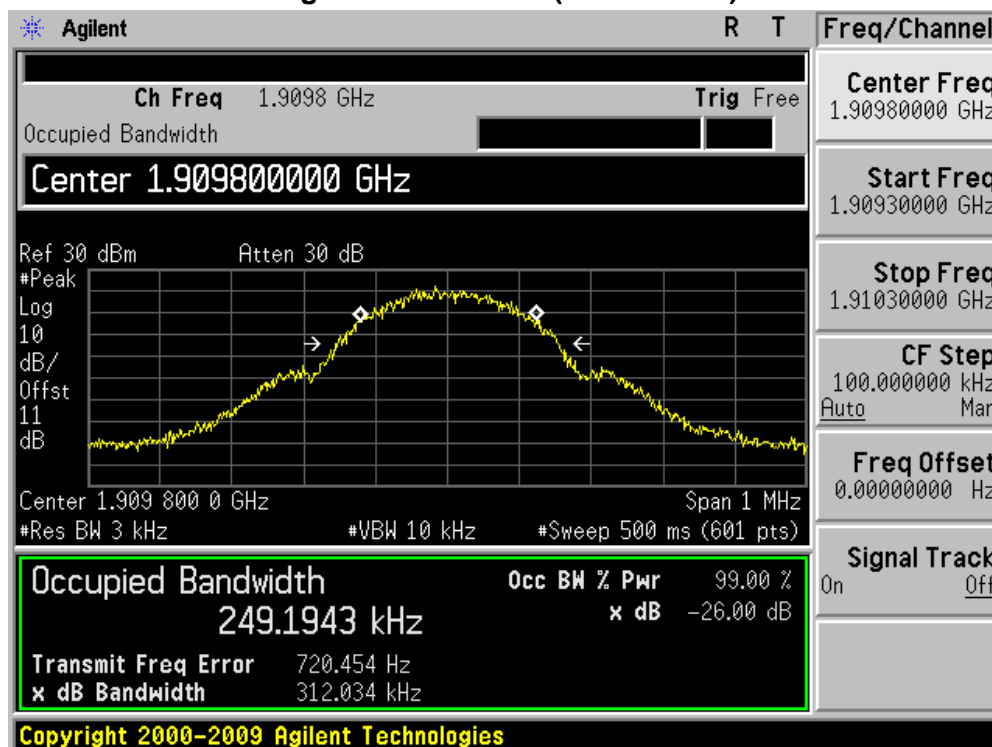 Agilent R T Freq/Channel
Ch Freq 1.9098 GHz Trig Free
Occupied Bandwidth
Center 1.909800000 GHz
Ref 30 dBm Atten 30 dB
#Peak
Log
10
dB/
Offst
11
dB
Center 1.909 800 0 GHz Span 1 MHz
#Res BW 3 kHz #VBW 10 kHz #Sweep 500 ms (601 pts)
Occupied Bandwidth Occ BW % Pwr 99.00 %
249.1943 kHz x dB -26.00 dB
Transmit Freq Error 720.454 Hz
x dB Bandwidth 312.034 kHz
Center Freq
1.90980000 GHz
Start Freq
1.90930000 GHz
Stop Freq
1.91030000 GHz
CF Step
100.000000 kHz
Auto Man
Freq Offset
0.00000000 Hz
Signal Track
On Off
Copyright 2000-2009 Agilent Technologies